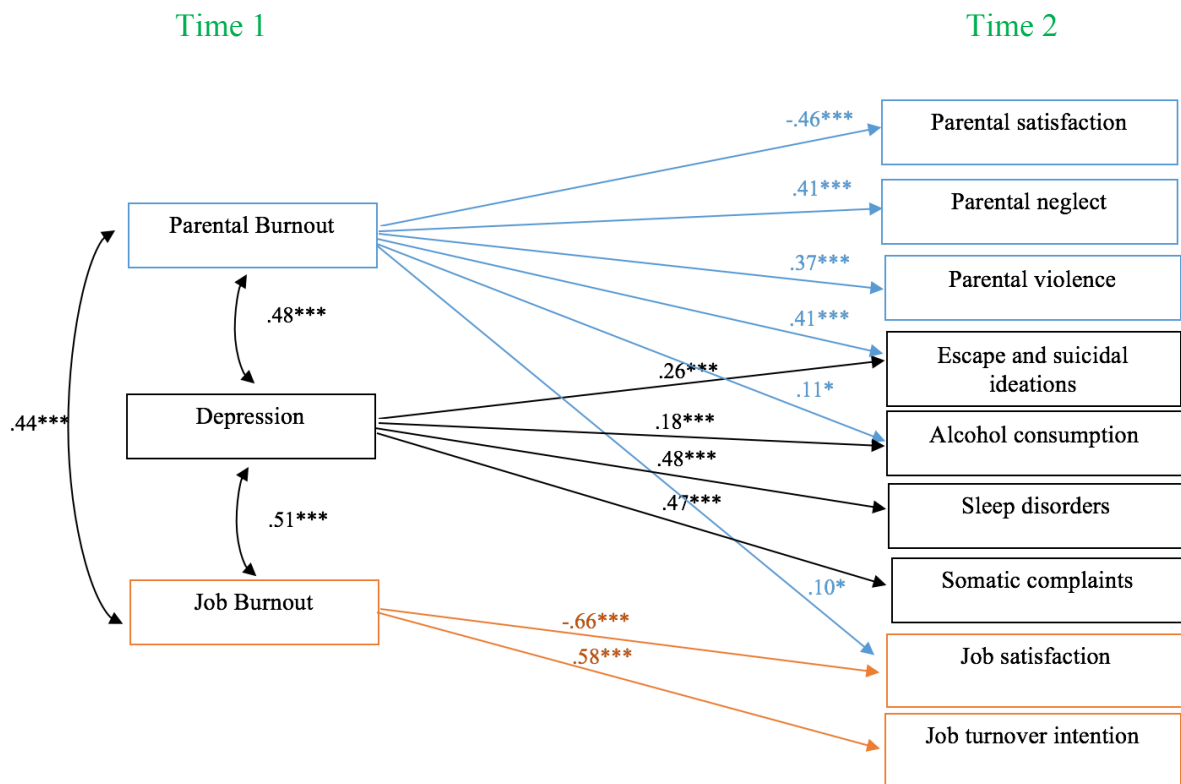 Time 1
Time 2
Parental satisfaction
-.46***
Parental neglect
.41***
Parental Burnout
Parental violence
.37***
.48***
.41***
Escape and suicidal
ideations
.26***
.11*
Depression
.44***
.18***
Alcohol consumption
.48***
Sleep disorders
.47***
.51***
Somatic complaints
.10*
Job Burnout
-.66***
.58***
Job satisfaction
Job turnover intention